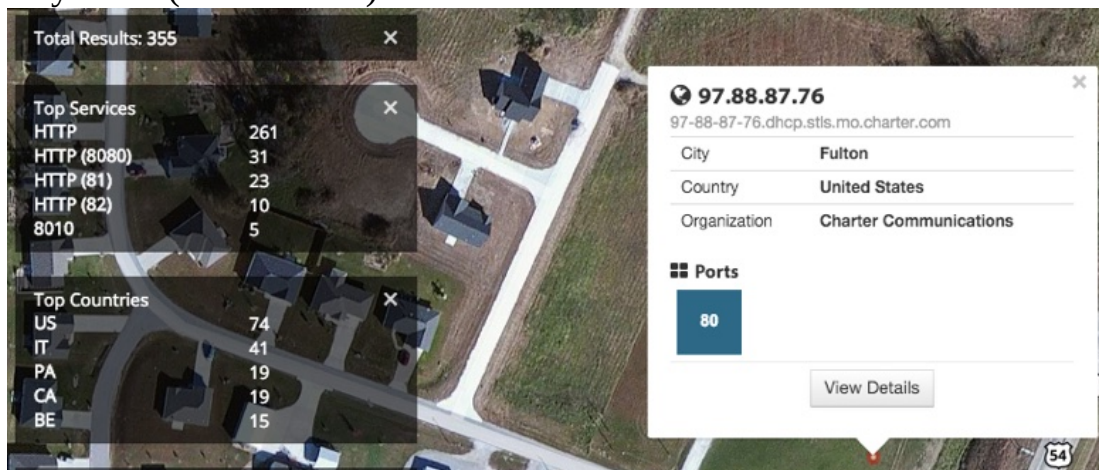 Total Results: 355 ×
Top Services ×
HTTP 261
HTTP (8080) 31
HTTP (81) 23
HTTP (82) 10
8010 5
Top Countries ×
US 74
IT 41
PA 19
CA 19
BE 15
×
97.88.87.76
97-88-87-76.dhcp.stls.mo.charter.com
City Fulton
Country United States
Organization Charter Communications
Ports
80
View Details
54